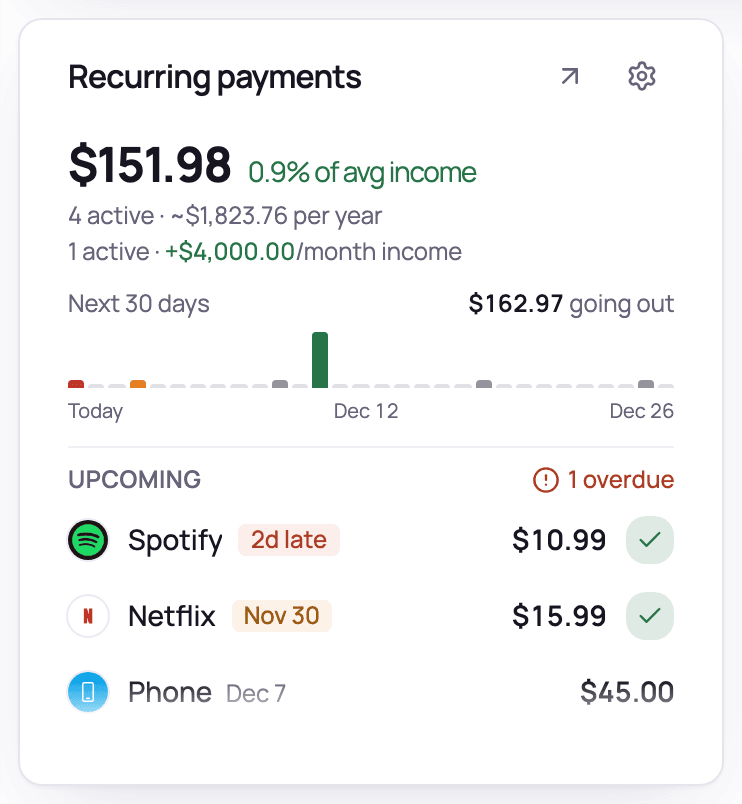 Recurring payments
$151.98 0.9% of avg income
4 active · ~$1,823.76 per year
1 active · +$4,000.00/month income
Next 30 days $162.97 going out
Today Dec 12 Dec 26
UPCOMING 1 overdue
Spotify 2d late $10.99
N Netflix Nov 30 $15.99
Phone Dec 7 $45.00